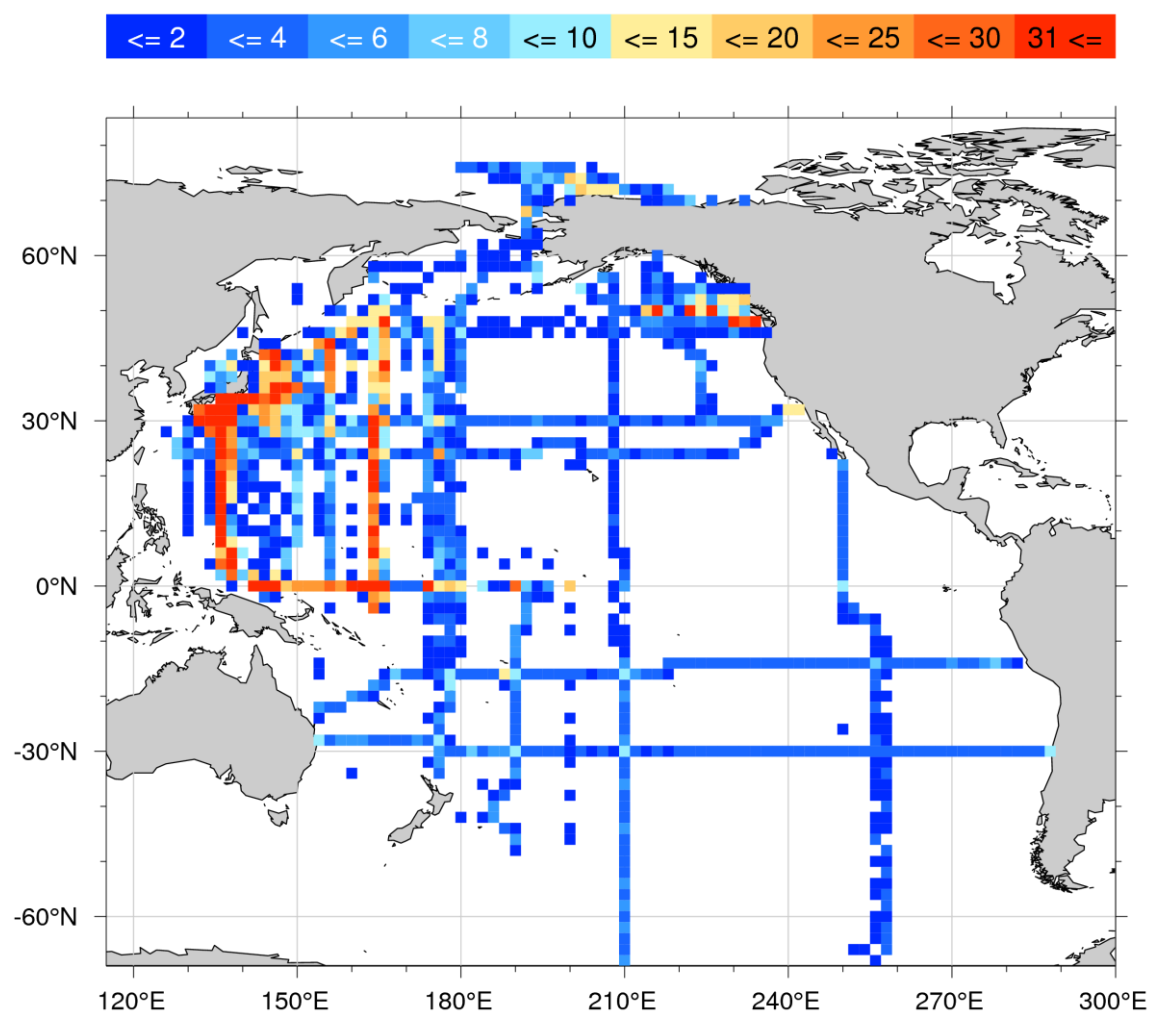 <= 2 <= 4 <= 6 <= 8 <= 10 <= 15 <= 20 <= 25 <= 30 31 <=
60°N
30°N
0°N
-30°N
-60°N
120°E 150°E 180°E 210°E 240°E 270°E 300°E